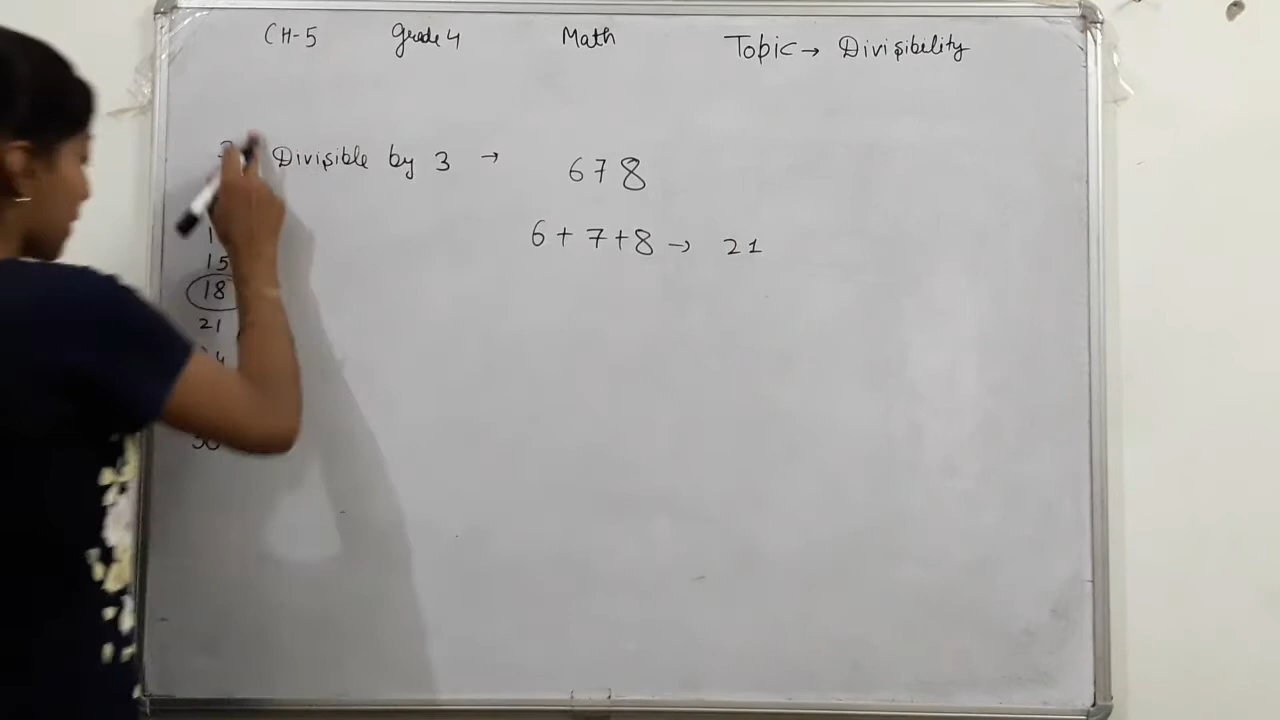 CH-5 Grade 4 Math Topic → Divisibility
Divisible by 3 → 678
6+7+8 → 21
15
18
21